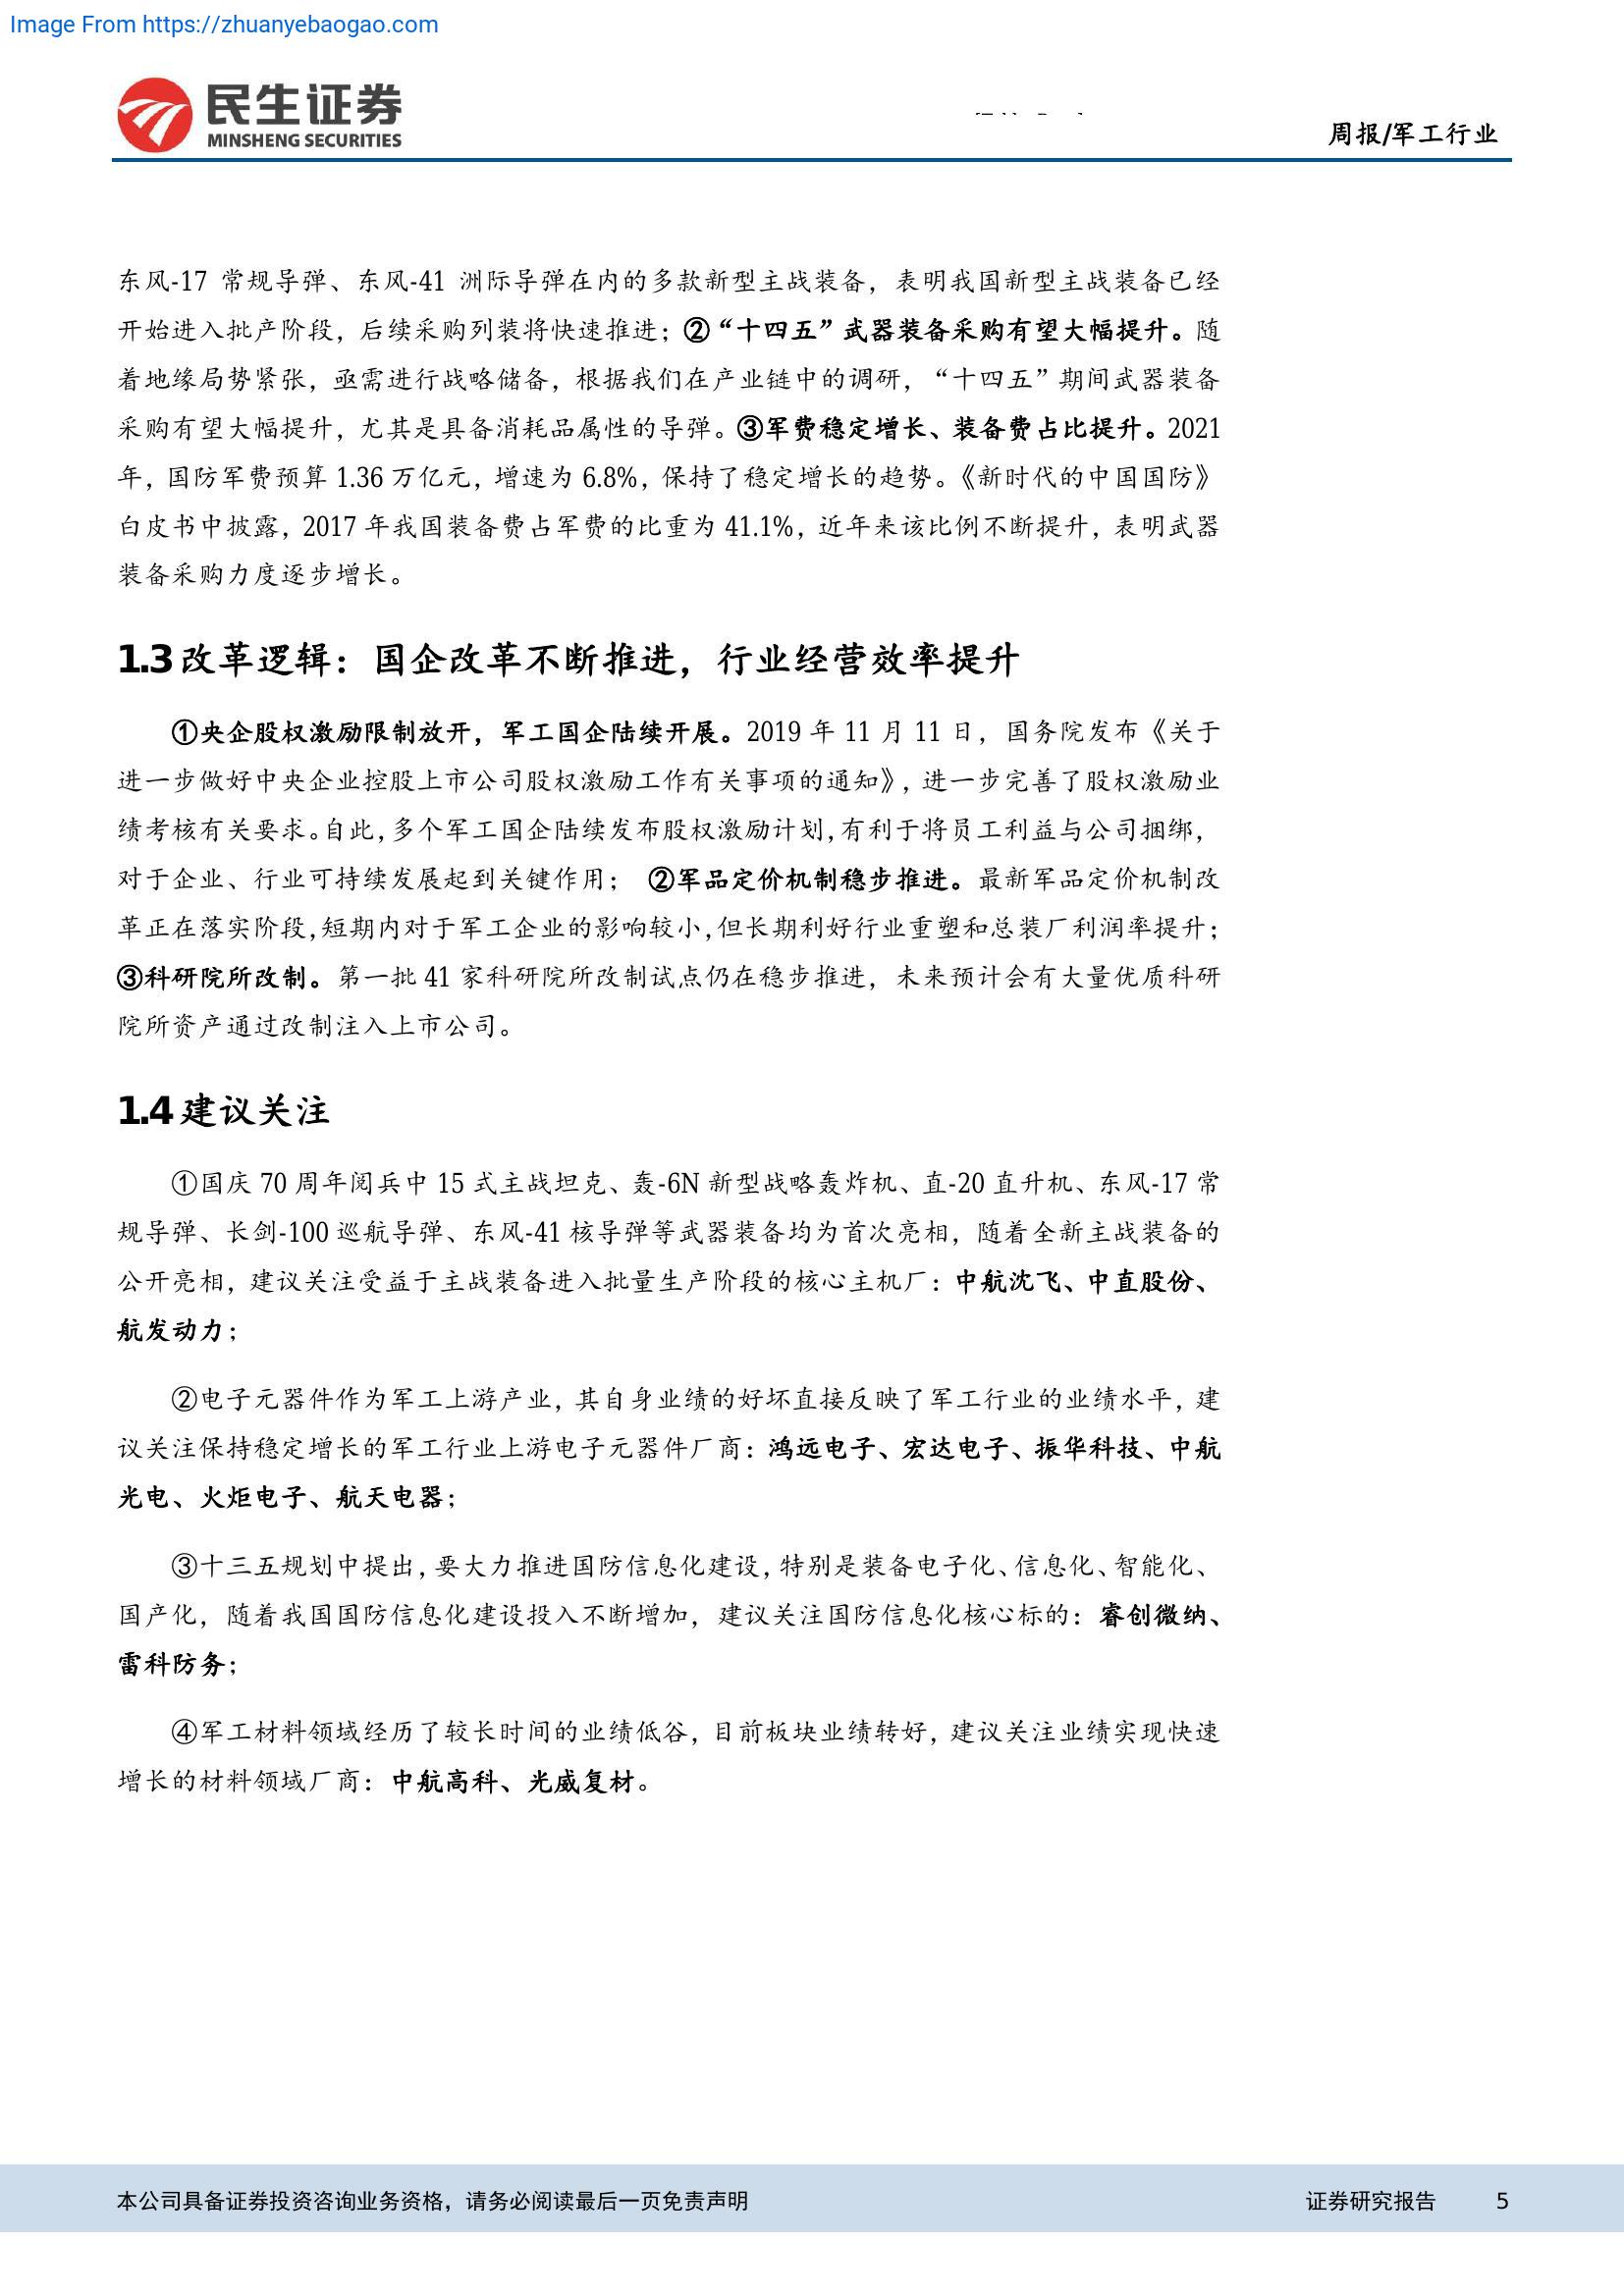 Image From https://zhuanyebaogao.com
民生证券
MINSHENG SECURITIES
周报/军工行业
东风-17 常规导弹、东风-41 洲际导弹在内的多款新型主战装备，表明我国新型主战装备已经
开始进入批产阶段，后续采购列装将快速推进；②“十四五”武器装备采购有望大幅提升。随
着地缘局势紧张，亟需进行战略储备，根据我们在产业链中的调研，“十四五”期间武器装备
采购有望大幅提升，尤其是具备消耗品属性的导弹。③军费稳定增长、装备费占比提升。2021
年，国防军费预算 1.36 万亿元，增速为 6.8%，保持了稳定增长的趋势。《新时代的中国国防》
白皮书中披露，2017 年我国装备费占军费的比重为 41.1%，近年来该比例不断提升，表明武器
装备采购力度逐步增长。
1.3 改革逻辑：国企改革不断推进，行业经营效率提升
①央企股权激励限制放开，军工国企陆续开展。2019 年 11 月 11 日，国务院发布《关于
进一步做好中央企业控股上市公司股权激励工作有关事项的通知》，进一步完善了股权激励业
绩考核有关要求。自此，多个军工国企陆续发布股权激励计划，有利于将员工利益与公司捆绑，
对于企业、行业可持续发展起到关键作用； ②军品定价机制稳步推进。最新军品定价机制改
革正在落实阶段，短期内对于军工企业的影响较小，但长期利好行业重塑和总装厂利润率提升；
③科研院所改制。第一批 41 家科研院所改制试点仍在稳步推进，未来预计会有大量优质科研
院所资产通过改制注入上市公司。
1.4 建议关注
①国庆 70 周年阅兵中 15 式主战坦克、轰-6N 新型战略轰炸机、直-20 直升机、东风-17 常
规导弹、长剑-100 巡航导弹、东风-41 核导弹等武器装备均为首次亮相，随着全新主战装备的
公开亮相，建议关注受益于主战装备进入批量生产阶段的核心主机厂：中航沈飞、中直股份、
航发动力；
②电子元器件作为军工上游产业，其自身业绩的好坏直接反映了军工行业的业绩水平，建
议关注保持稳定增长的军工行业上游电子元器件厂商：鸿远电子、宏达电子、振华科技、中航
光电、火炬电子、航天电器；
③十三五规划中提出，要大力推进国防信息化建设，特别是装备电子化、信息化、智能化、
国产化，随着我国国防信息化建设投入不断增加，建议关注国防信息化核心标的：睿创微纳、
雷科防务；
④军工材料领域经历了较长时间的业绩低谷，目前板块业绩转好，建议关注业绩实现快速
增长的材料领域厂商：中航高科、光威复材。
本公司具备证券投资咨询业务资格，请务必阅读最后一页免责声明
证券研究报告 5